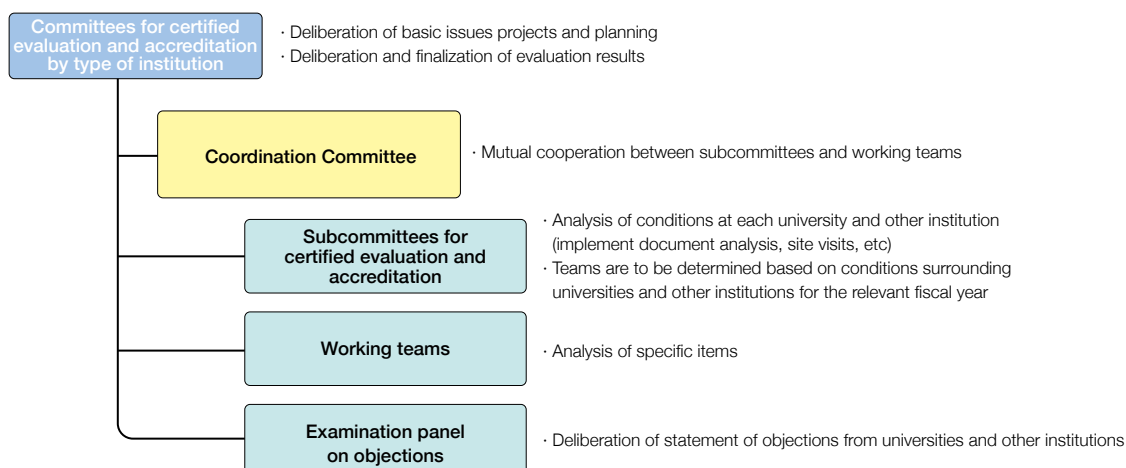 Committees for certified
evaluation and accreditation
by type of institution
· Deliberation of basic issues projects and planning
· Deliberation and finalization of evaluation results
Coordination Committee
· Mutual cooperation between subcommittees and working teams
Subcommittees for
certified evaluation and
accreditation
· Analysis of conditions at each university and other institution
(implement document analysis, site visits, etc)
· Teams are to be determined based on conditions surrounding
universities and other institutions for the relevant fiscal year
Working teams
· Analysis of specific items
Examination panel
on objections
· Deliberation of statement of objections from universities and other institutions